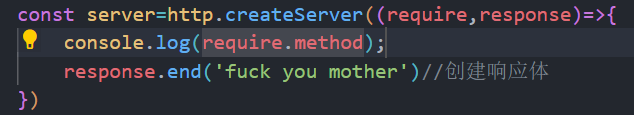 const server=http.createServer((require,response)=>{
console.log(require.method);
response.end('fuck you mother')//创建响应体
})